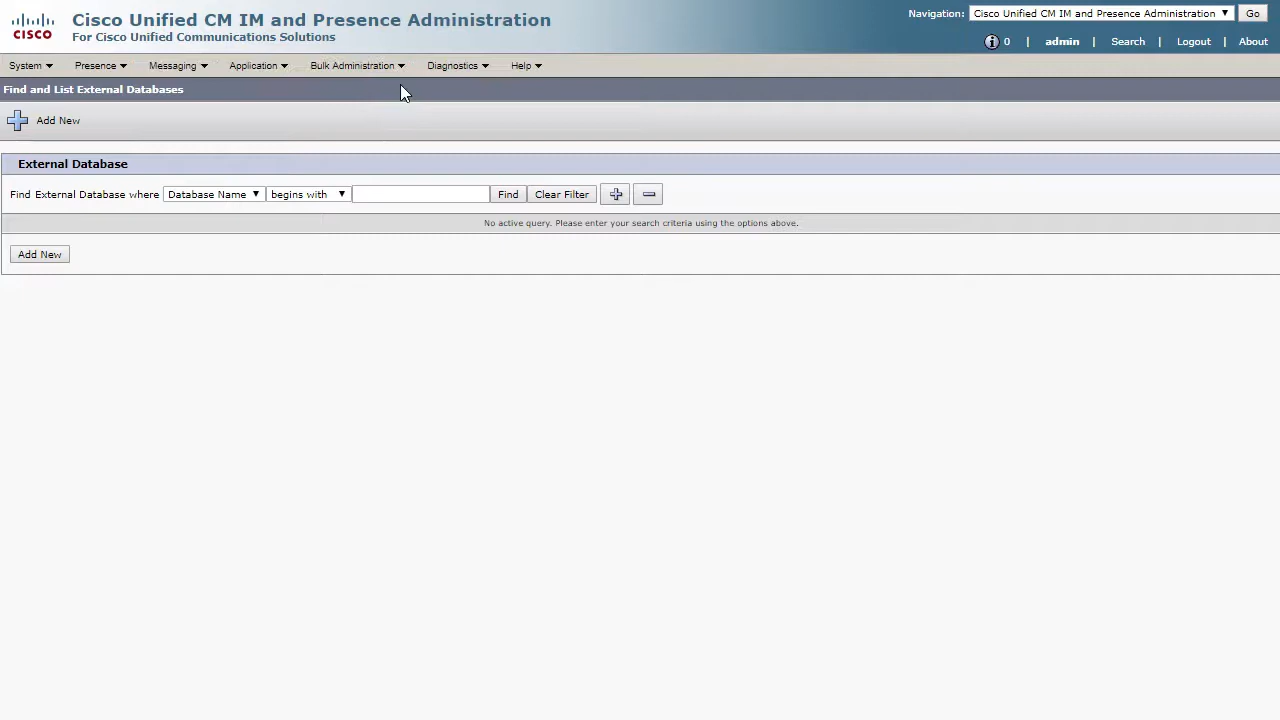 CISCO
Cisco Unified CM IM and Presence Administration
For Cisco Unified Communications Solutions
Navigation: Cisco Unified CM IM and Presence Administration Go
0 | admin | Search | Logout | About
System Presence Messaging Application Bulk Administration Diagnostics Help
Find and List External Databases
Add New
External Database
Find External Database where Database Name begins with Find Clear Filter
No active query. Please enter your search criteria using the options above.
Add New